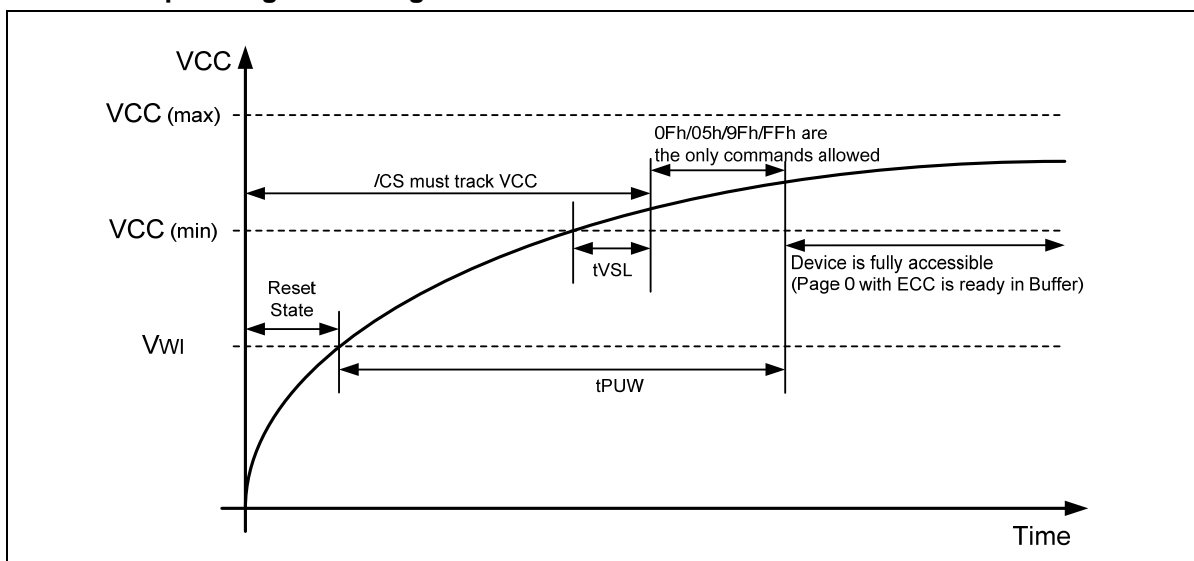 VCC
VCC (max)
0Fh/05h/9Fh/FFh are
the only commands allowed
/CS must track VCC
VCC (min)
tVSL
Device is fully accessible
(Page 0 with ECC is ready in Buffer)
Reset
State
VWI
tPUW
Time